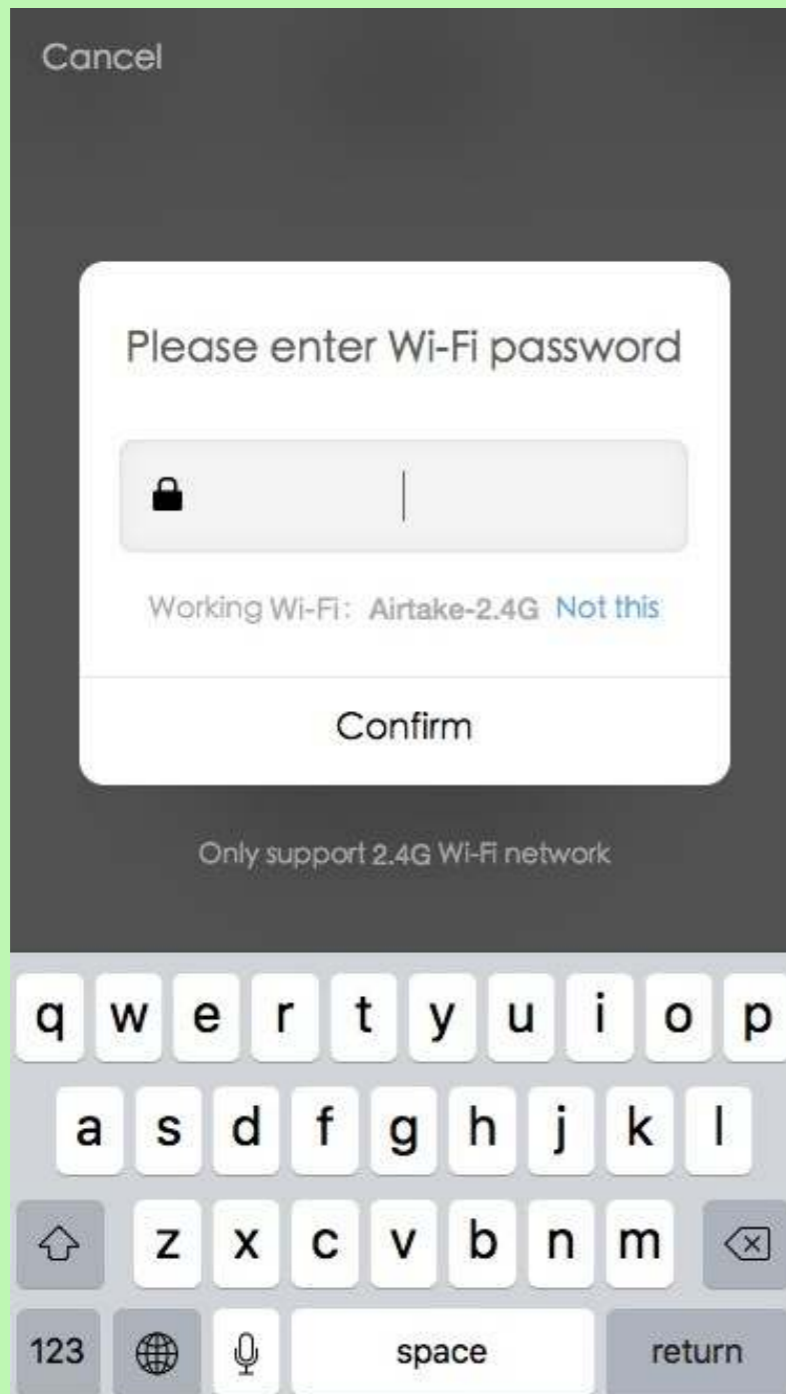 Cancel
Please enter Wi-Fi password
Working Wi-Fi: Airtake-2.4G Not this
Confirm
Only support 2.4G Wi-Fi network
q w e r t y u i o p
a s d f g h j k l
z x c v b n m
123 space return